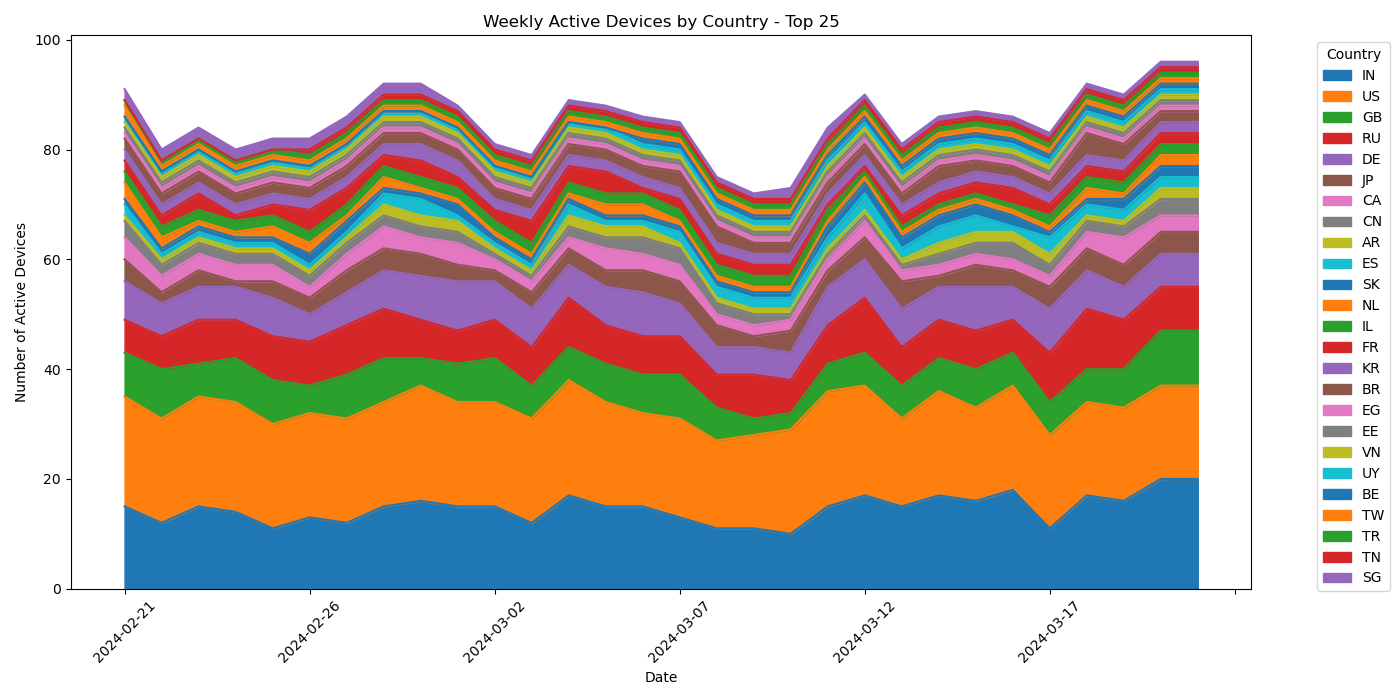 Weekly Active Devices by Country - Top 25
Number of Active Devices
100
80
60
40
20
0
2024-02-21
2024-02-26
2024-03-02
2024-03-07
2024-03-12
2024-03-17
Date
Country
IN
US
GB
RU
DE
JP
CA
CN
AR
ES
SK
NL
IL
FR
KR
BR
EG
EE
VN
UY
BE
TW
TR
TN
SG